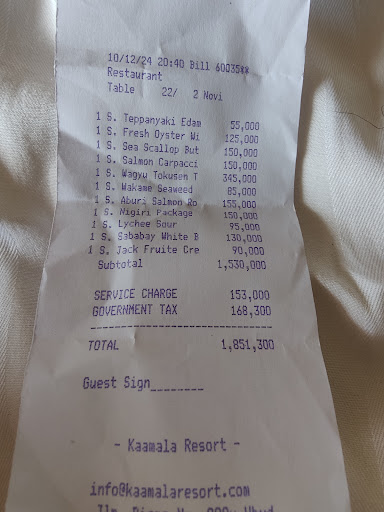 10/12/24 20:40 Bill 60035**
Restaurant
Table 22/ 2 Novi
1 S. Teppanyaki Edam 55,000
1 S. Fresh Oyster Wi 125,000
1 S. Sea Scallop But 150,000
1 S. Salmon Carpacci 150,000
1 S. Wagyu Tokusen T 345,000
1 S. Wakame Seaweed 85,000
1 S. Aburi Salmon Ro 155,000
1 S. Nigiri Package 150,000
1 S. Lychee Sour 95,000
1 S. Sababay White B 130,000
1 S. Jack Fruite Cre 90,000
Subtotal 1,530,000
SERVICE CHARGE 153,000
GOVERNMENT TAX 168,300
TOTAL 1,851,300
Guest Sign________
- Kaamala Resort -
info@kaamalaresort.com